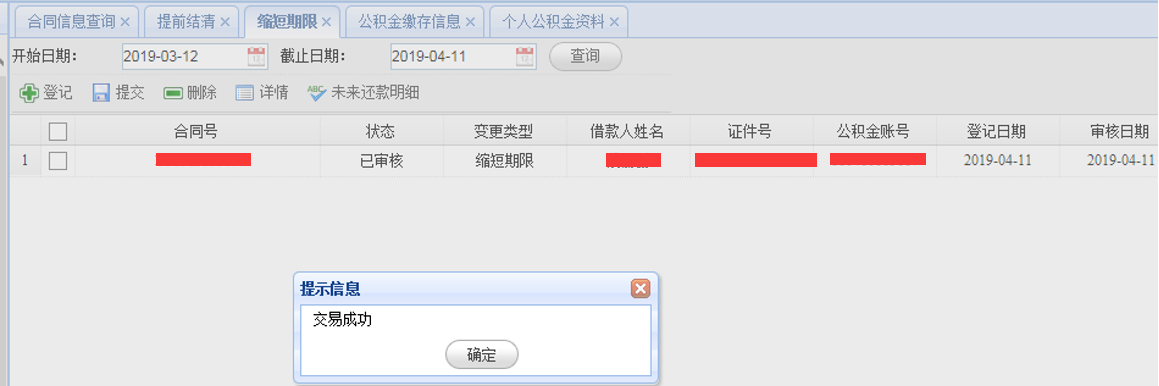 合同信息查询 提前结清 缩短期限 公积金缴存信息 个人公积金资料
开始日期: 2019-03-12 截止日期: 2019-04-11 查询
登记 提交 删除 详情 未来还款明细
合同号 状态 变更类型 借款人姓名 证件号 公积金账号 登记日期 审核日期
1 已审核 缩短期限 2019-04-11 2019-04-11
提示信息
交易成功
确定